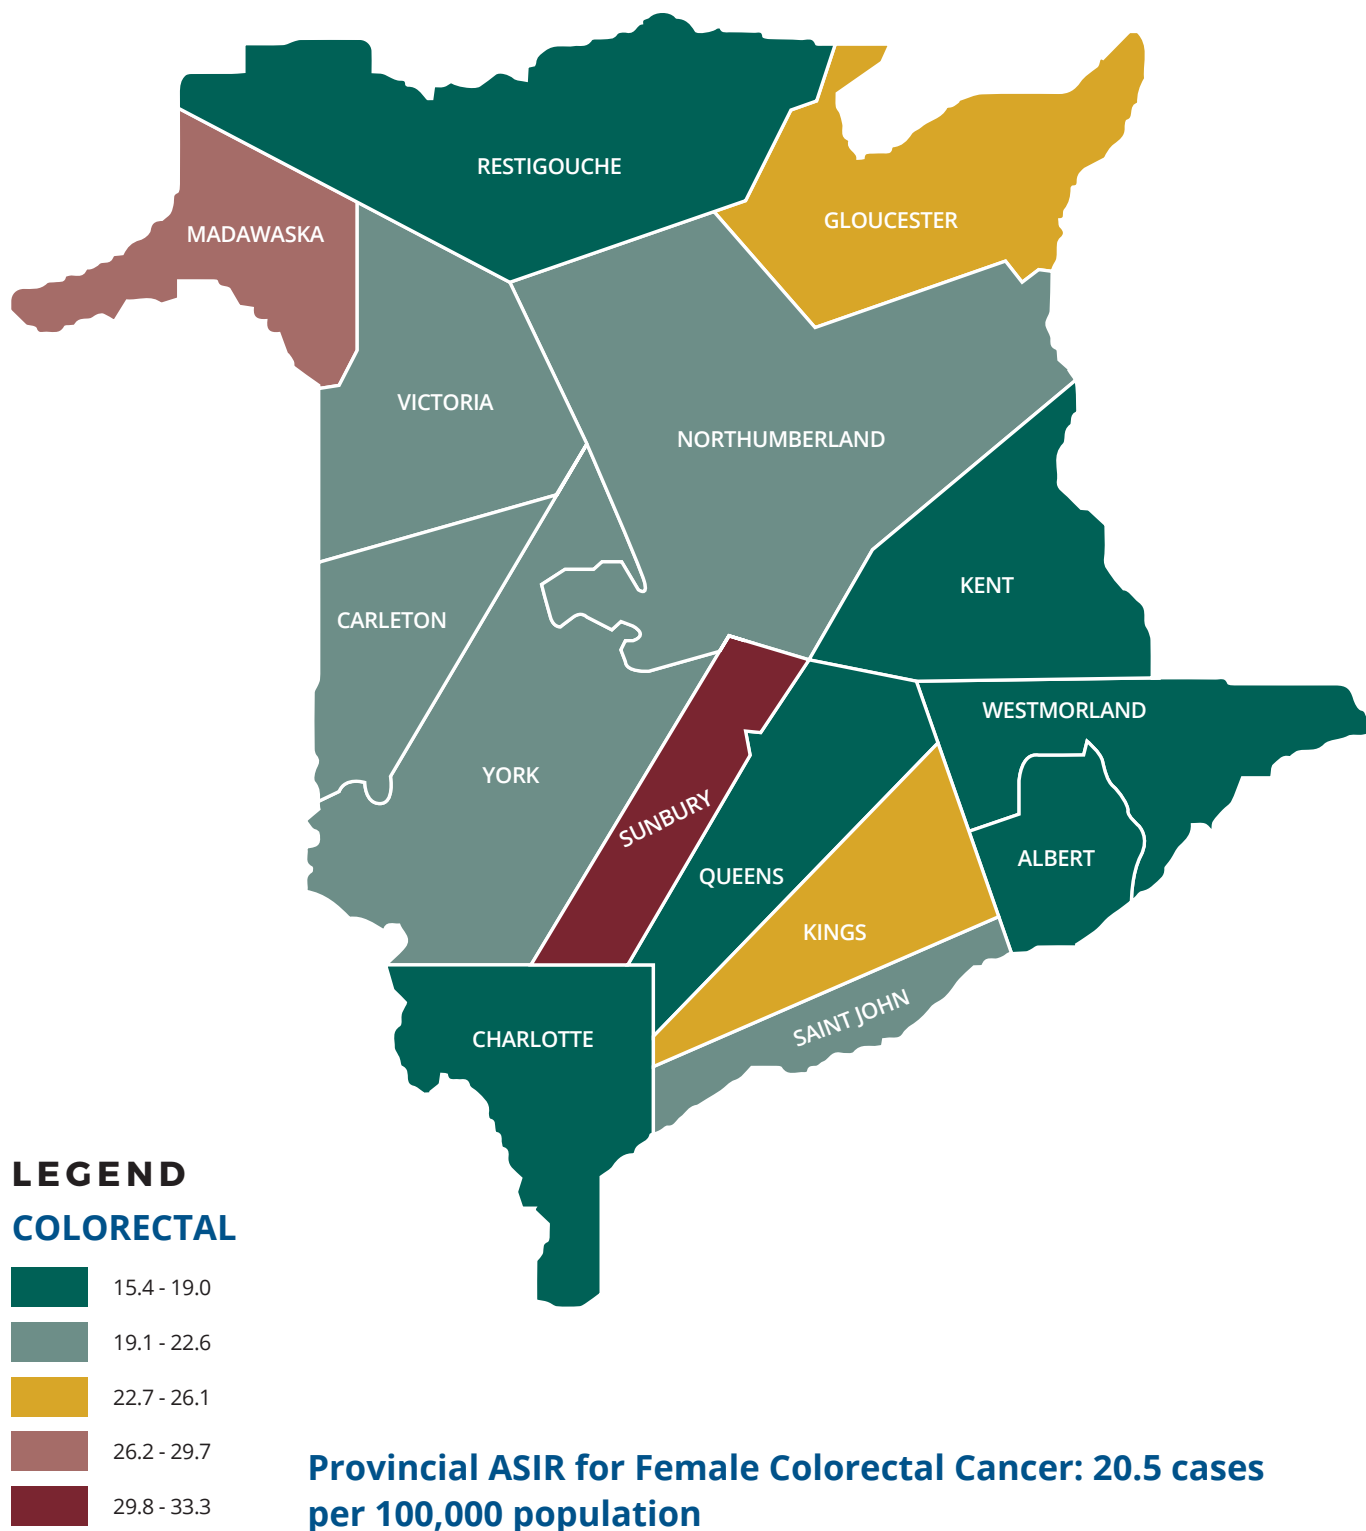 RESTIGOUCHE
GLOUCESTER
MADAWASKA
VICTORIA
NORTHUMBERLAND
KENT
CARLETON
WESTMORLAND
YORK
SUNBURY
ALBERT
QUEENS
KINGS
SAINT JOHN
CHARLOTTE
LEGEND
COLORECTAL
15.4 - 19.0
19.1 - 22.6
22.7 - 26.1
26.2 - 29.7
29.8 - 33.3
Provincial ASIR for Female Colorectal Cancer: 20.5 cases
per 100,000 population